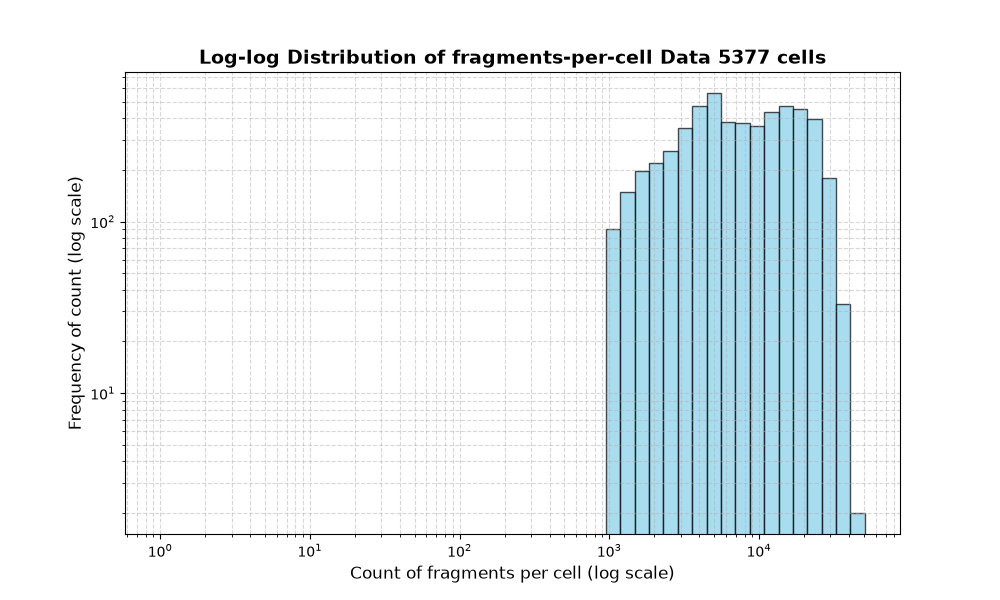 Log-log Distribution of fragments-per-cell Data 5377 cells
Frequency of count (log scale)
10²
10¹
10⁰ 10¹ 10² 10³ 10⁴
Count of fragments per cell (log scale)